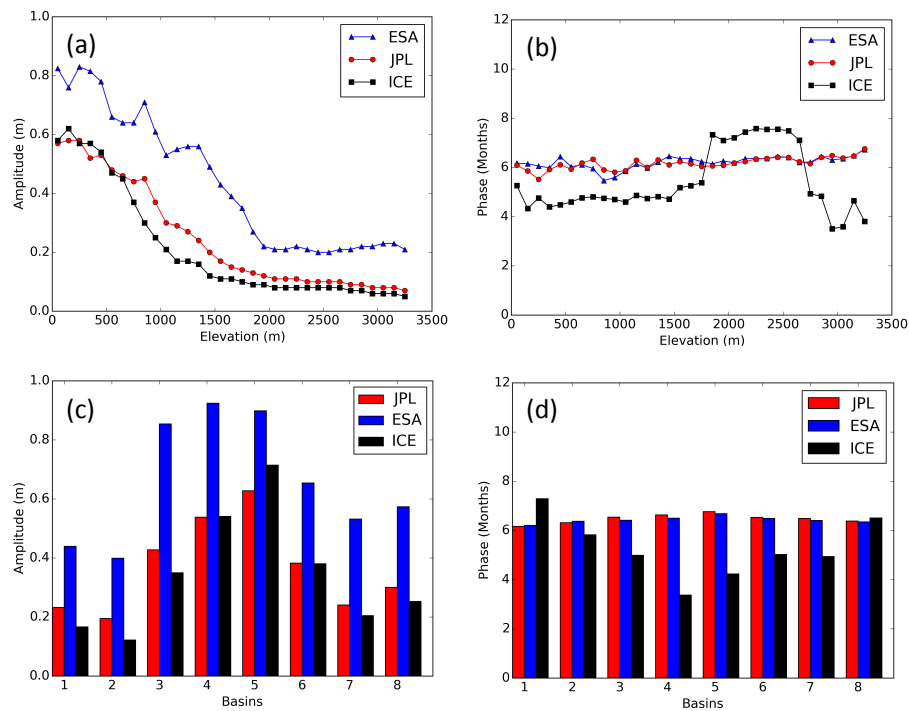 (a)
ESA
JPL
ICE
Amplitude (m)
1.0
0.8
0.6
0.4
0.2
0.0
0 500 1000 1500 2000 2500 3000 3500
Elevation (m)
(b)
ESA
JPL
ICE
Phase (Months)
12
10
8
6
4
2
0
0 500 1000 1500 2000 2500 3000 3500
Elevation (m)
(c)
JPL
ESA
ICE
Amplitude (m)
1.0
0.8
0.6
0.4
0.2
0.0
1 2 3 4 5 6 7 8
Basins
(d)
JPL
ESA
ICE
Phase (Months)
12
10
8
6
4
2
0
1 2 3 4 5 6 7 8
Basins